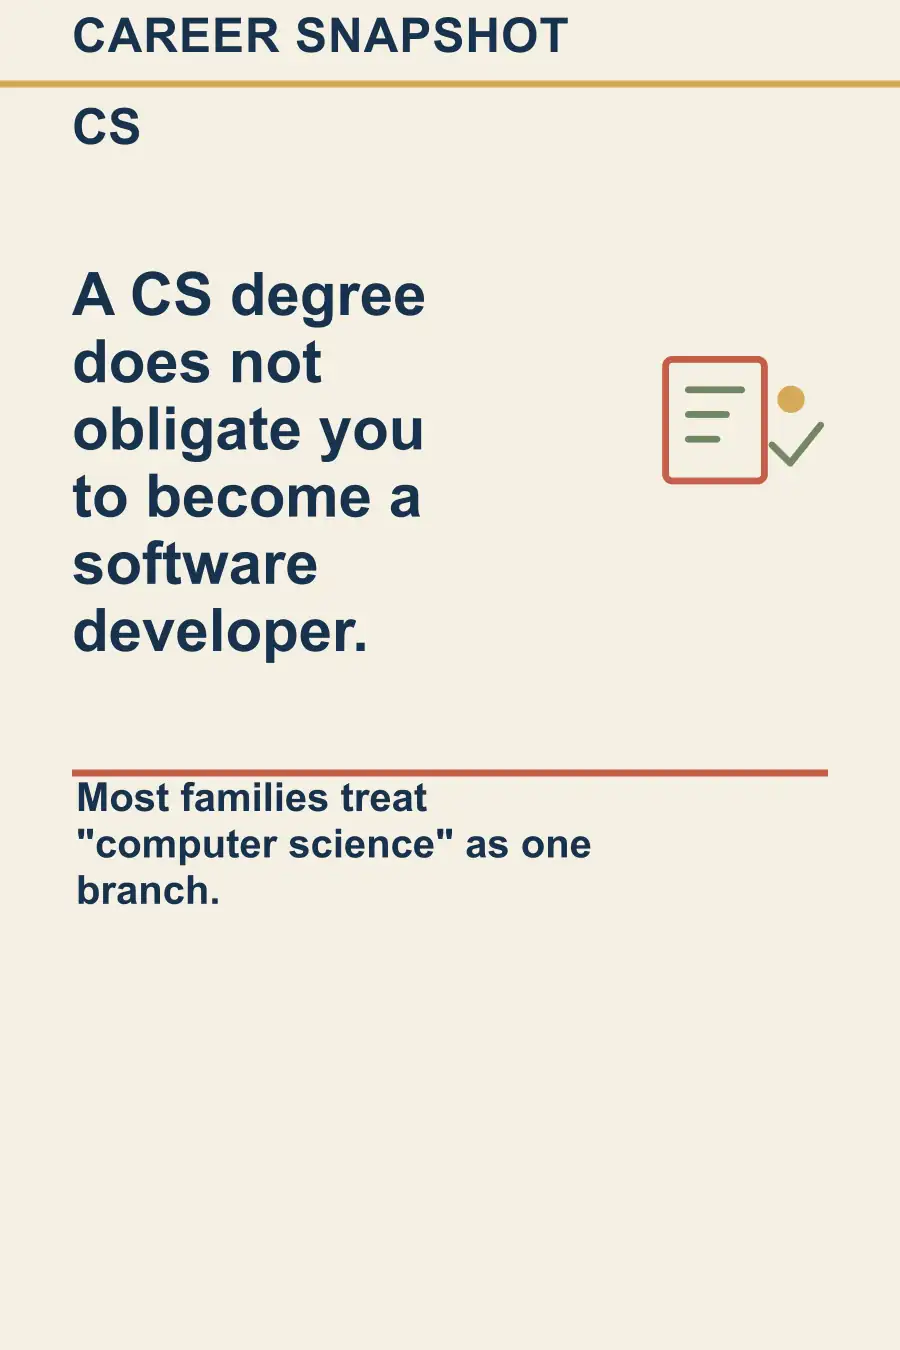 CAREER SNAPSHOT
CS
A CS degree
does not
obligate you
to become a
software
developer.
Most families treat
"computer science" as one
branch.